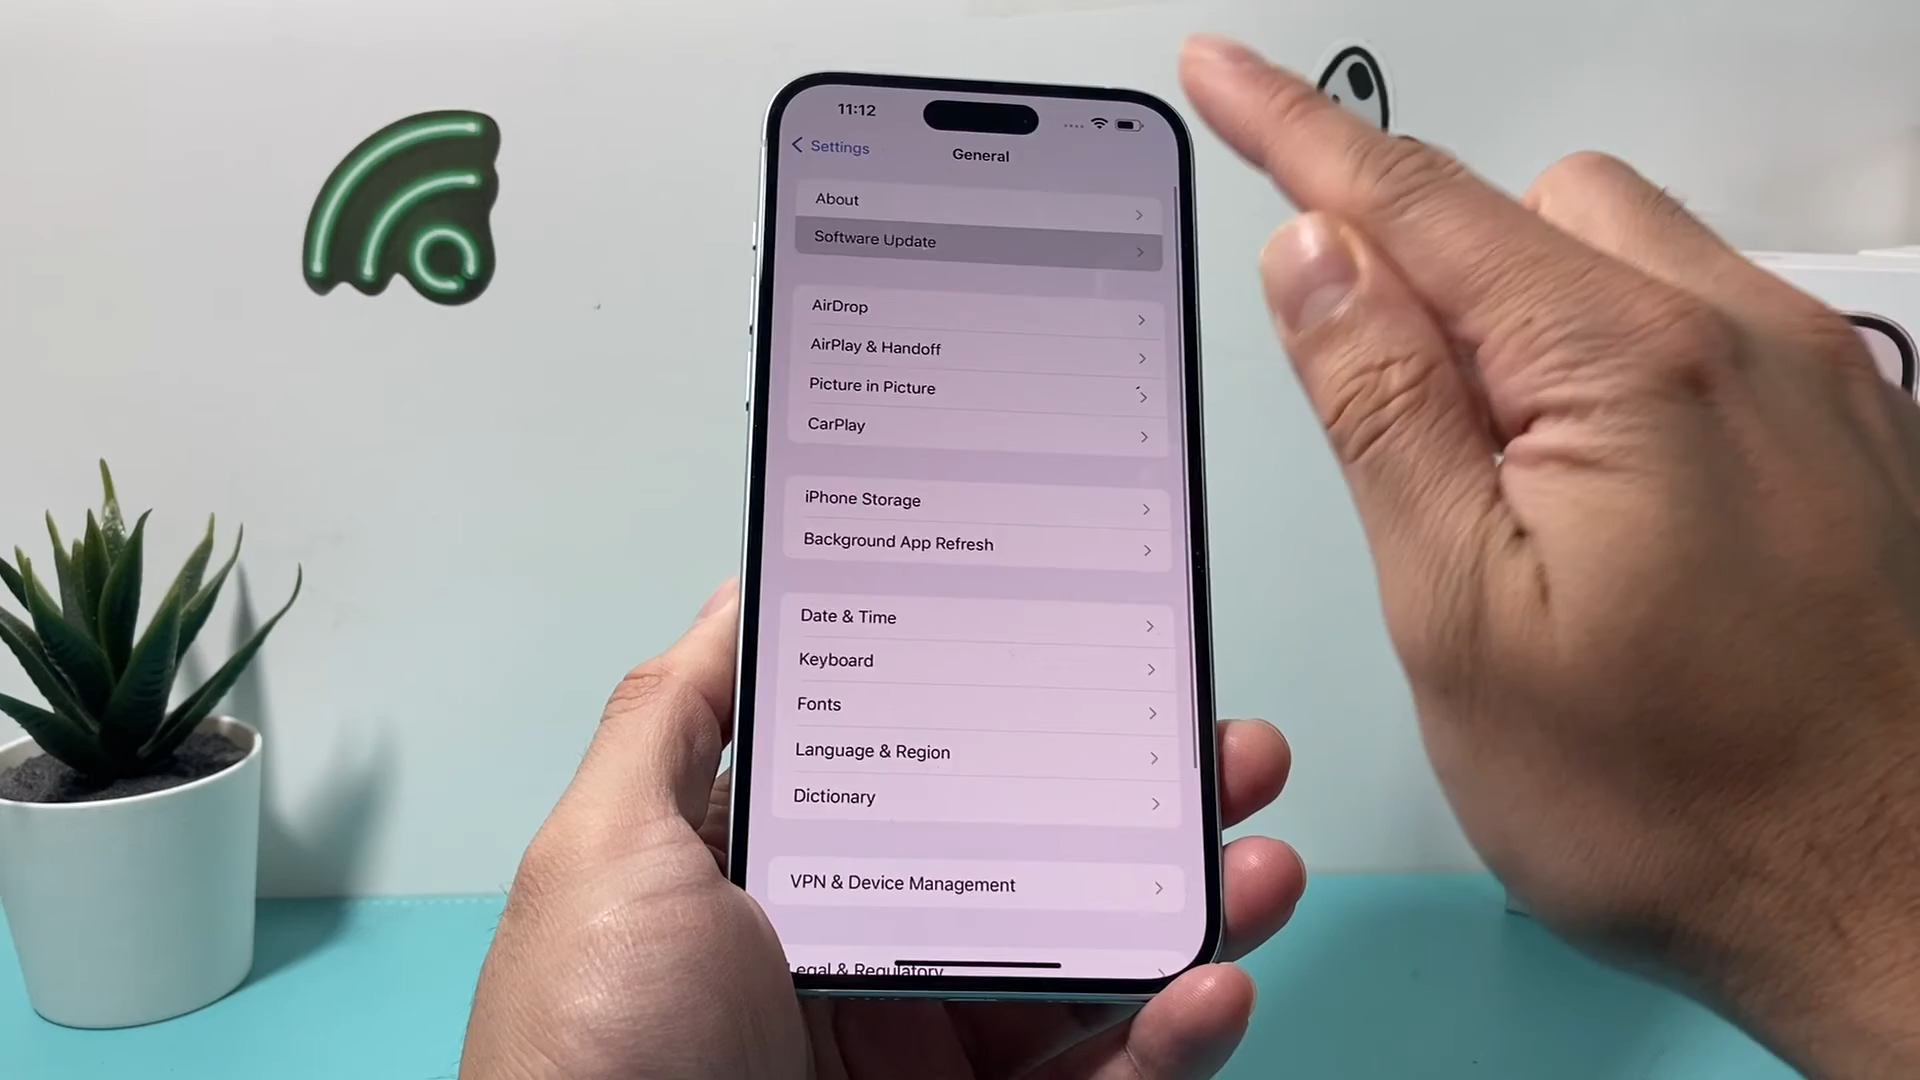 11:12
Settings
General
About
Software Update
AirDrop
AirPlay & Handoff
Picture in Picture
CarPlay
iPhone Storage
Background App Refresh
Date & Time
Keyboard
Fonts
Language & Region
Dictionary
VPN & Device Management
Legal & Regulatory